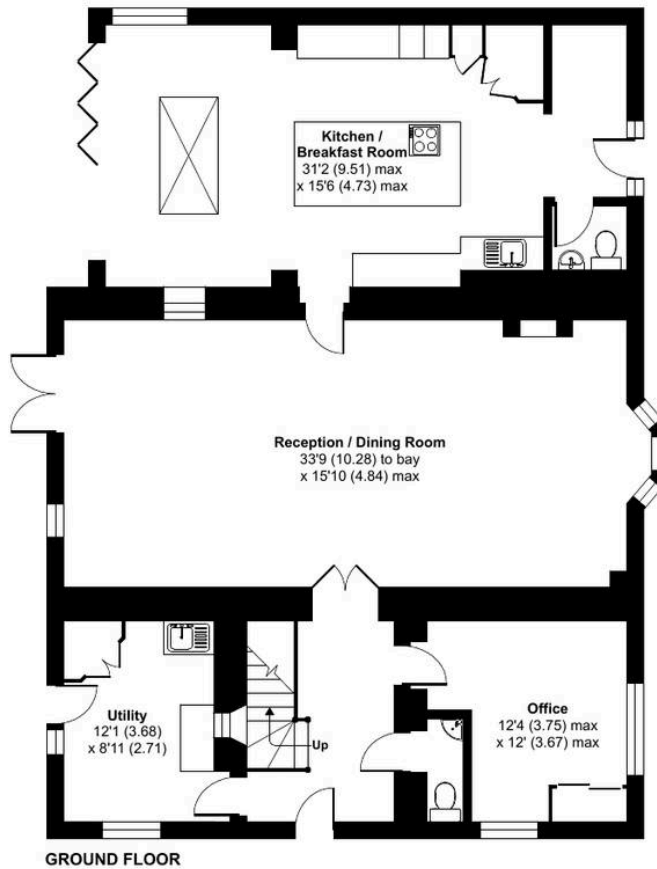 Kitchen /
Breakfast Room
31'2 (9.51) max
x 15'6 (4.73) max
Reception / Dining Room
33'9 (10.28) to bay
x 15'10 (4.84) max
Utility
12'1 (3.68)
x 8'11 (2.71)
Up
Office
12'4 (3.75) max
x 12' (3.67) max
GROUND FLOOR